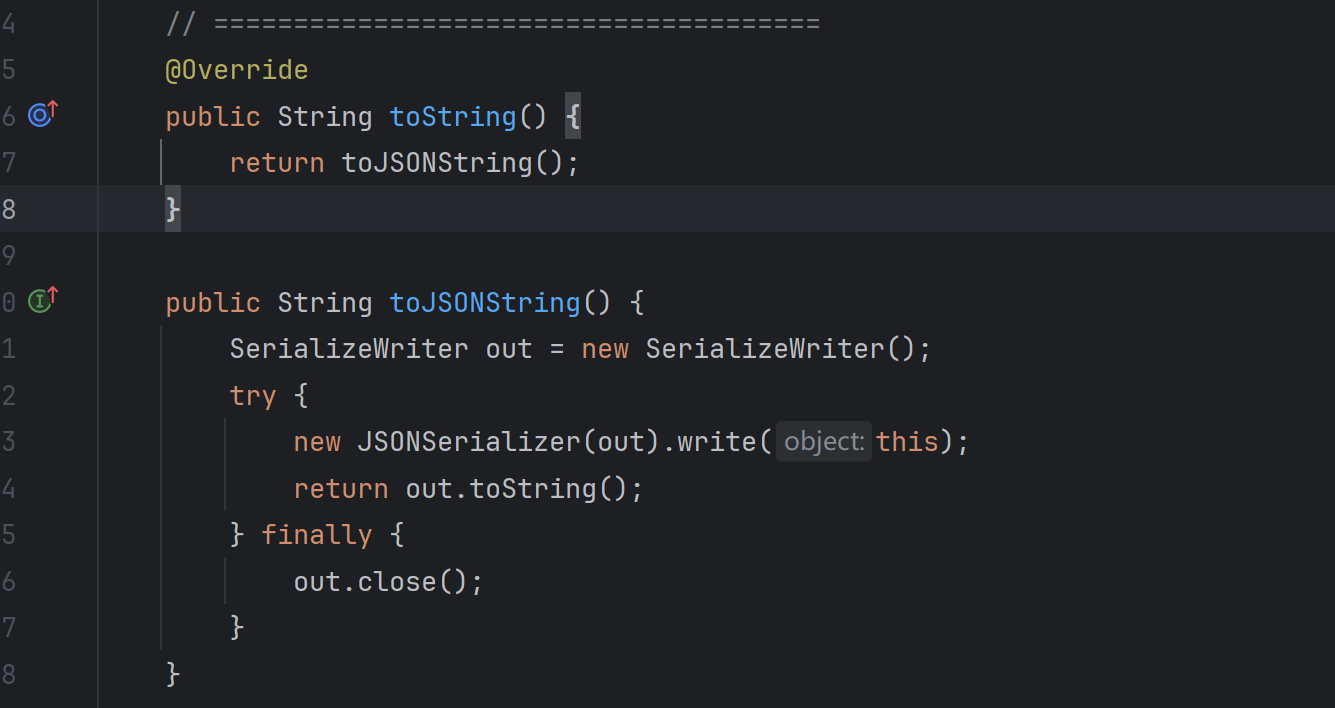 4 // ======================================
5 @Override
6 public String toString() {
7 return toJSONString();
8 }
9
0 public String toJSONString() {
1 SerializeWriter out = new SerializeWriter();
2 try {
3 new JSONSerializer(out).write( object: this);
4 return out.toString();
5 } finally {
6 out.close();
7 }
8 }